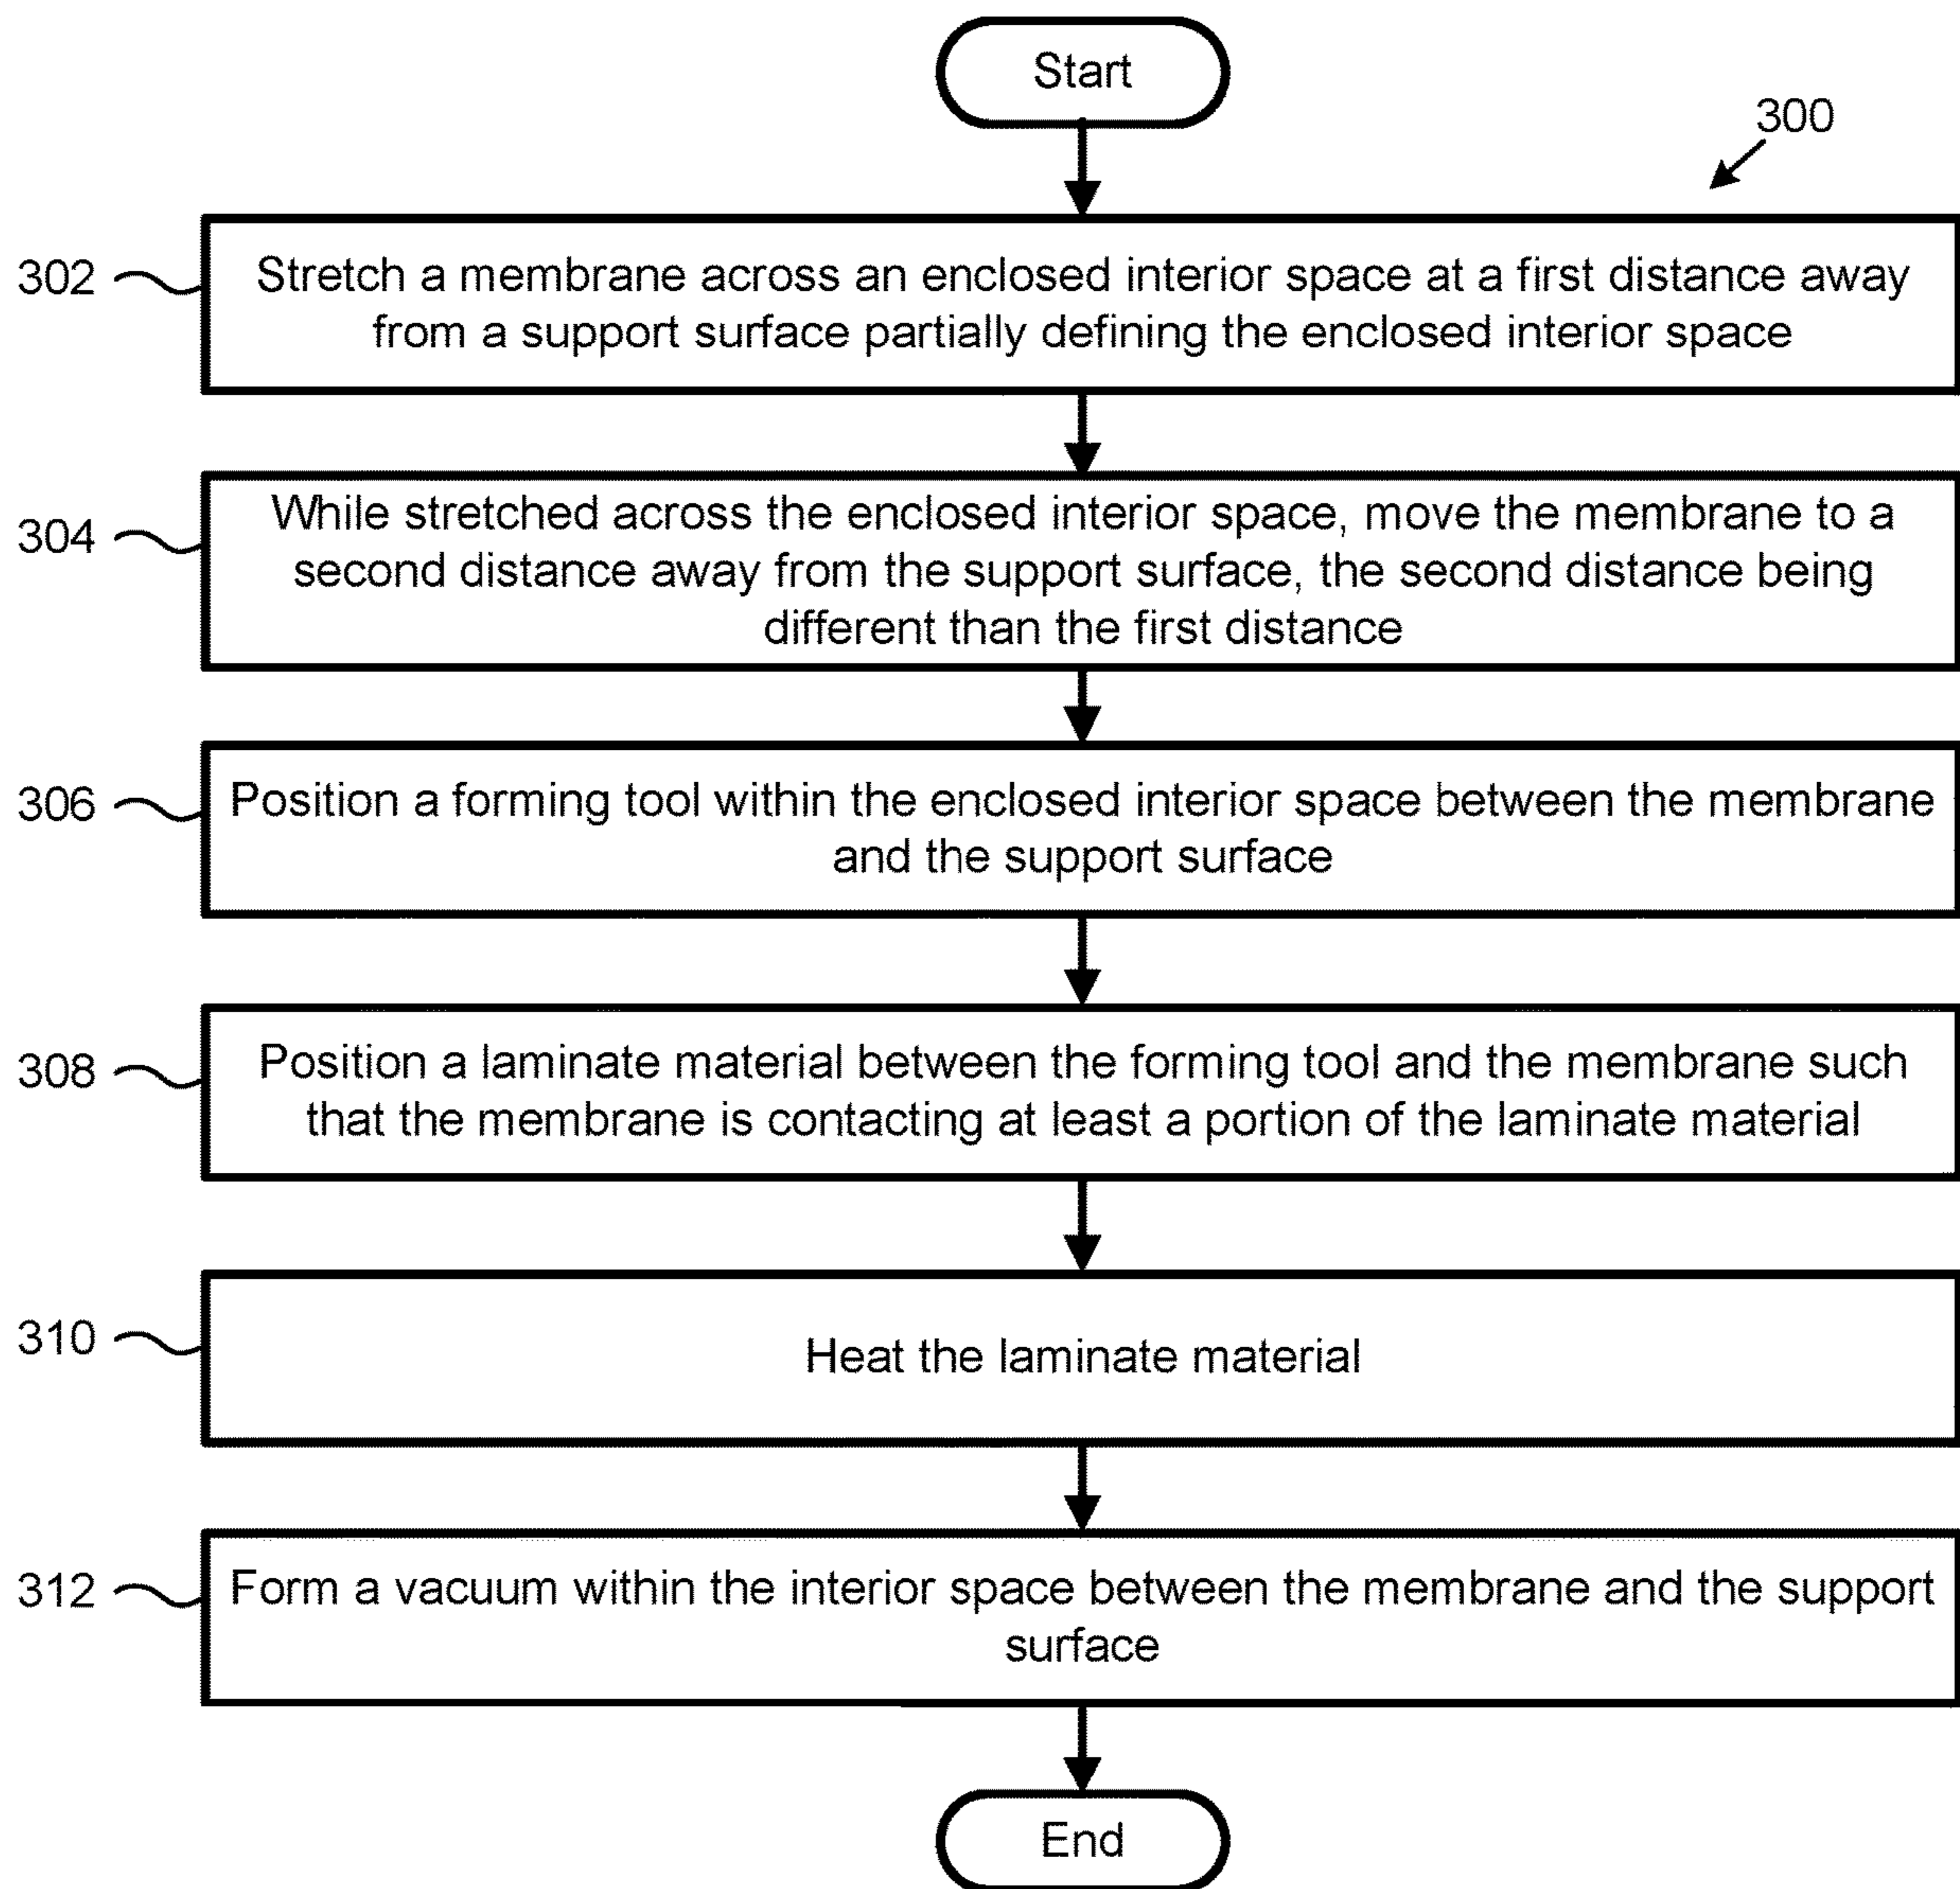 Start
300
302
Stretch a membrane across an enclosed interior space at a first distance away
from a support surface partially defining the enclosed interior space
304
While stretched across the enclosed interior space, move the membrane to a
second distance away from the support surface, the second distance being
different than the first distance
306
Position a forming tool within the enclosed interior space between the membrane
and the support surface
308
Position a laminate material between the forming tool and the membrane such
that the membrane is contacting at least a portion of the laminate material
310
Heat the laminate material
312
Form a vacuum within the interior space between the membrane and the support
surface
End